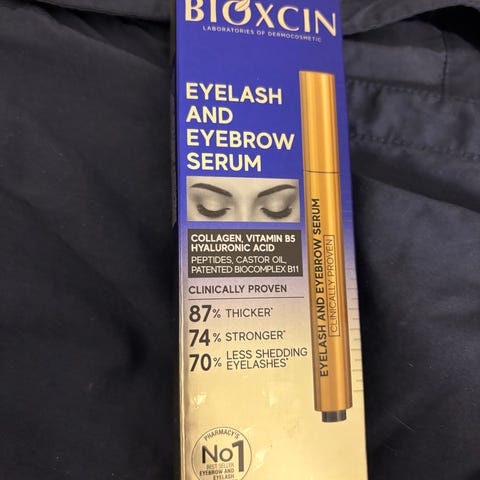 BIOXCIN
LABORATORIES OF DERMOCOSMETIC
EYELASH
AND
EYEBROW
SERUM
COLLAGEN, VITAMIN B5
HYALURONIC ACID
PEPTIDES, CASTOR OIL,
PATENTED BIOCOMPLEX B11
CLINICALLY PROVEN
87% THICKER*
74% STRONGER*
70% LESS SHEDDING
EYELASHES*
EYELASH AND EYEBROW SERUM
CLINICALLY PROVEN
PHARMACY'S
No1
BEST SELLER
EYEBROW AND
EYELASH